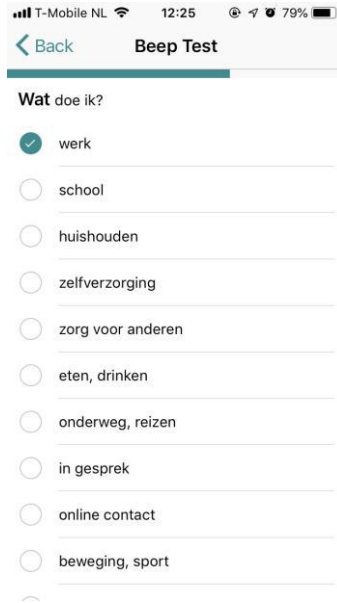 T-Mobile NL 12:25 79%
Back Beep Test
Wat doe ik?
werk
school
huishouden
zelfverzorging
zorg voor anderen
eten, drinken
onderweg, reizen
in gesprek
online contact
beweging, sport